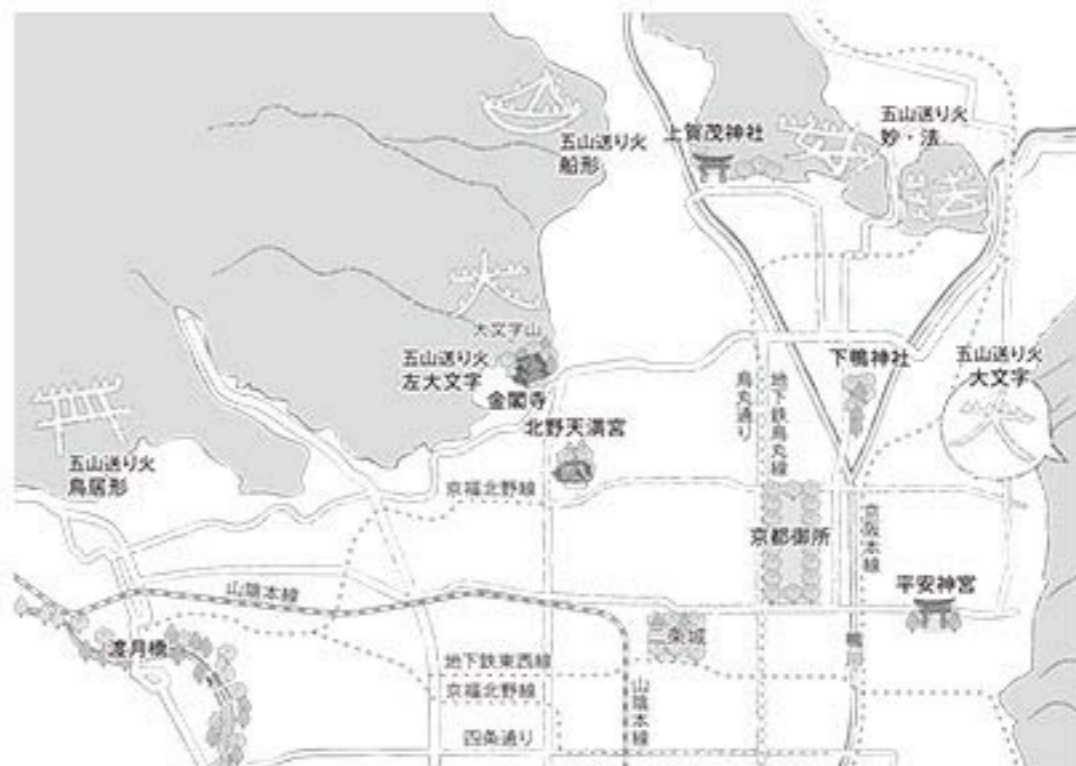 五山送り火
船形
上賀茂神社
五山送り火
妙・法
大文字山
五山送り火
左大文字
金閣寺
北野天満宮
下鴨神社
五山送り火
大文字
烏丸通り
地下鉄烏丸線
五山送り火
鳥居形
京福北野線
京都御所
京阪本線
山陰本線
平安神宮
二条城
渡月橋
鴨川
地下鉄東西線
京福北野線
山陰本線
四条通り